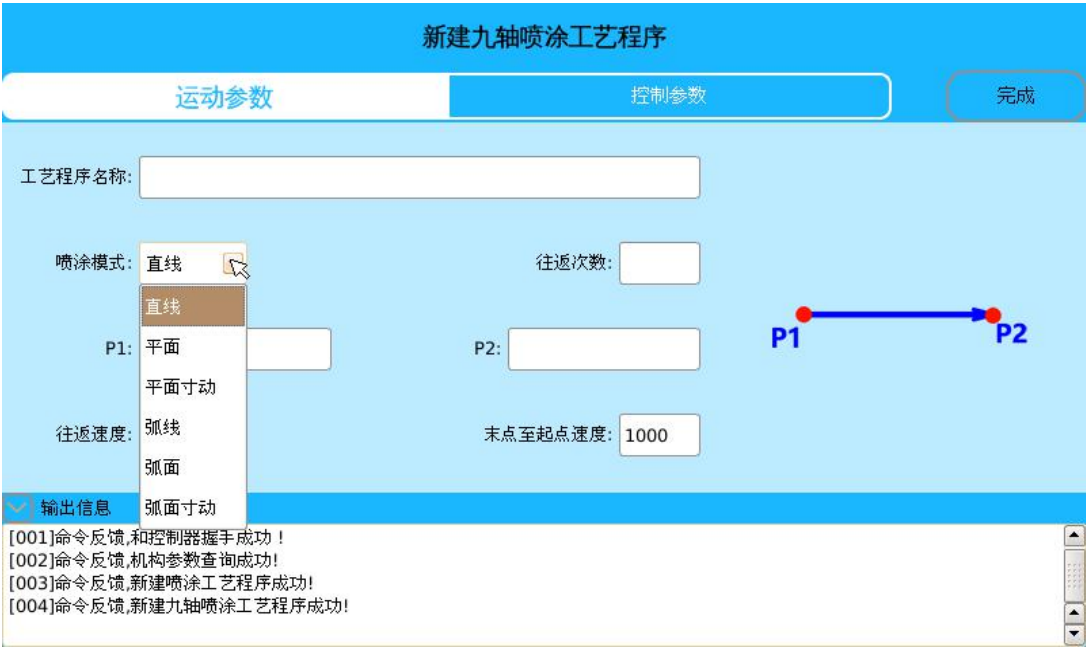 新建九轴喷涂工艺程序
运动参数 控制参数 完成
工艺程序名称:
喷涂模式: 直线 往返次数:
直线
P1: 平面 P2:
P1 P2
平面寸动
往返速度: 弧线 末点至起点速度: 1000
弧面
输出信息 弧面寸动
[001]命令反馈,和控制器握手成功！
[002]命令反馈,机构参数查询成功!
[003]命令反馈,新建喷涂工艺程序成功!
[004]命令反馈,新建九轴喷涂工艺程序成功!